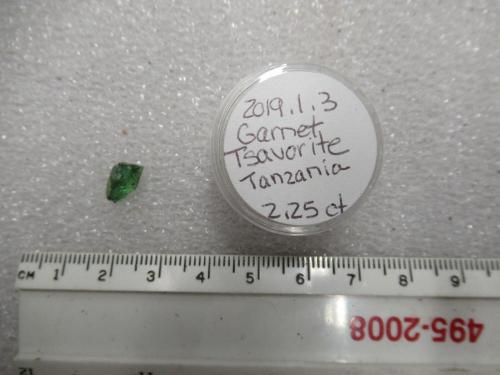 2019.1.3
Garnet,
Tsavorite
Tanzania
2.25 ct
CM 1 2 3 4 5 6 7 8 9
495-2008